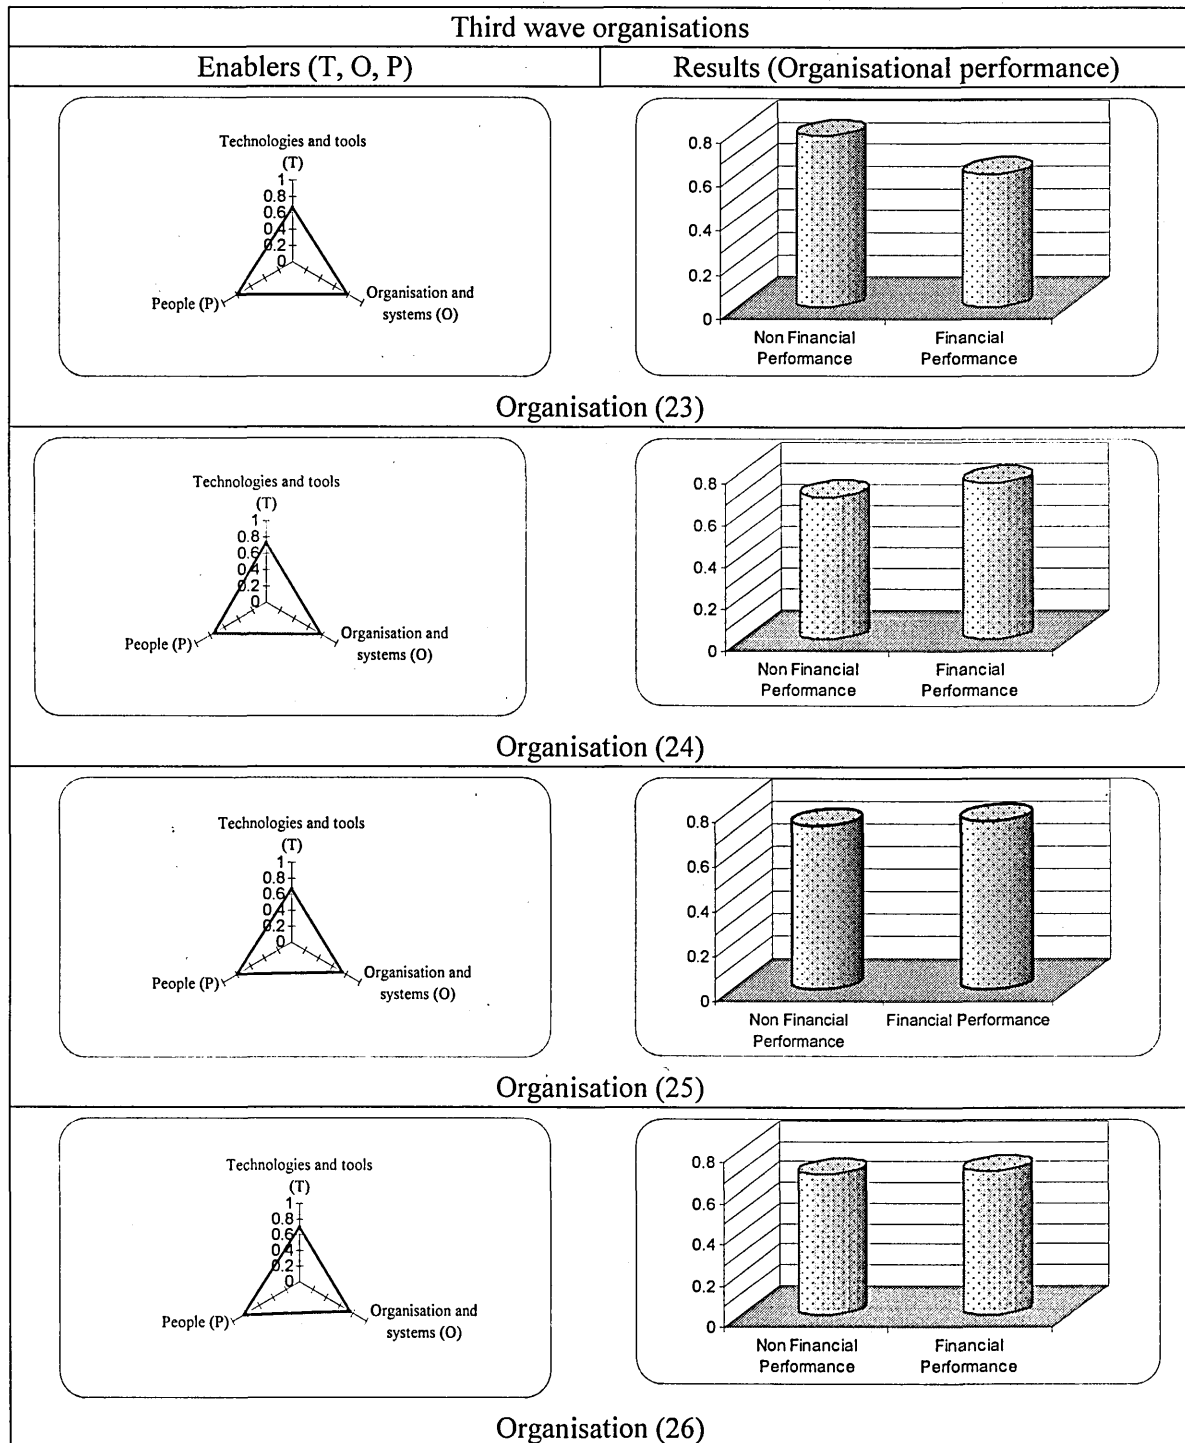 Third wave organisations
Enablers (T, O, P)
Results (Organisational performance)
Technologies and tools
(T)
1
0.8
0.6
0.4
0.2
0
People (P)
Organisation and
systems (O)
0.8
0.6
0.4
0.2
0
Non Financial
Performance
Financial
Performance
Organisation (23)
Technologies and tools
(T)
1
0.8
0.6
0.4
0.2
0
People (P)
Organisation and
systems (O)
0.8
0.6
0.4
0.2
0
Non Financial
Performance
Financial
Performance
Organisation (24)
Technologies and tools
(T)
1
0.8
0.6
0.4
0.2
0
People (P)
Organisation and
systems (O)
0.8
0.6
0.4
0.2
0
Non Financial
Performance
Financial Performance
Organisation (25)
Technologies and tools
(T)
1
0.8
0.6
0.4
0.2
0
People (P)
Organisation and
systems (O)
0.8
0.6
0.4
0.2
0
Non Financial
Performance
Financial
Performance
Organisation (26)